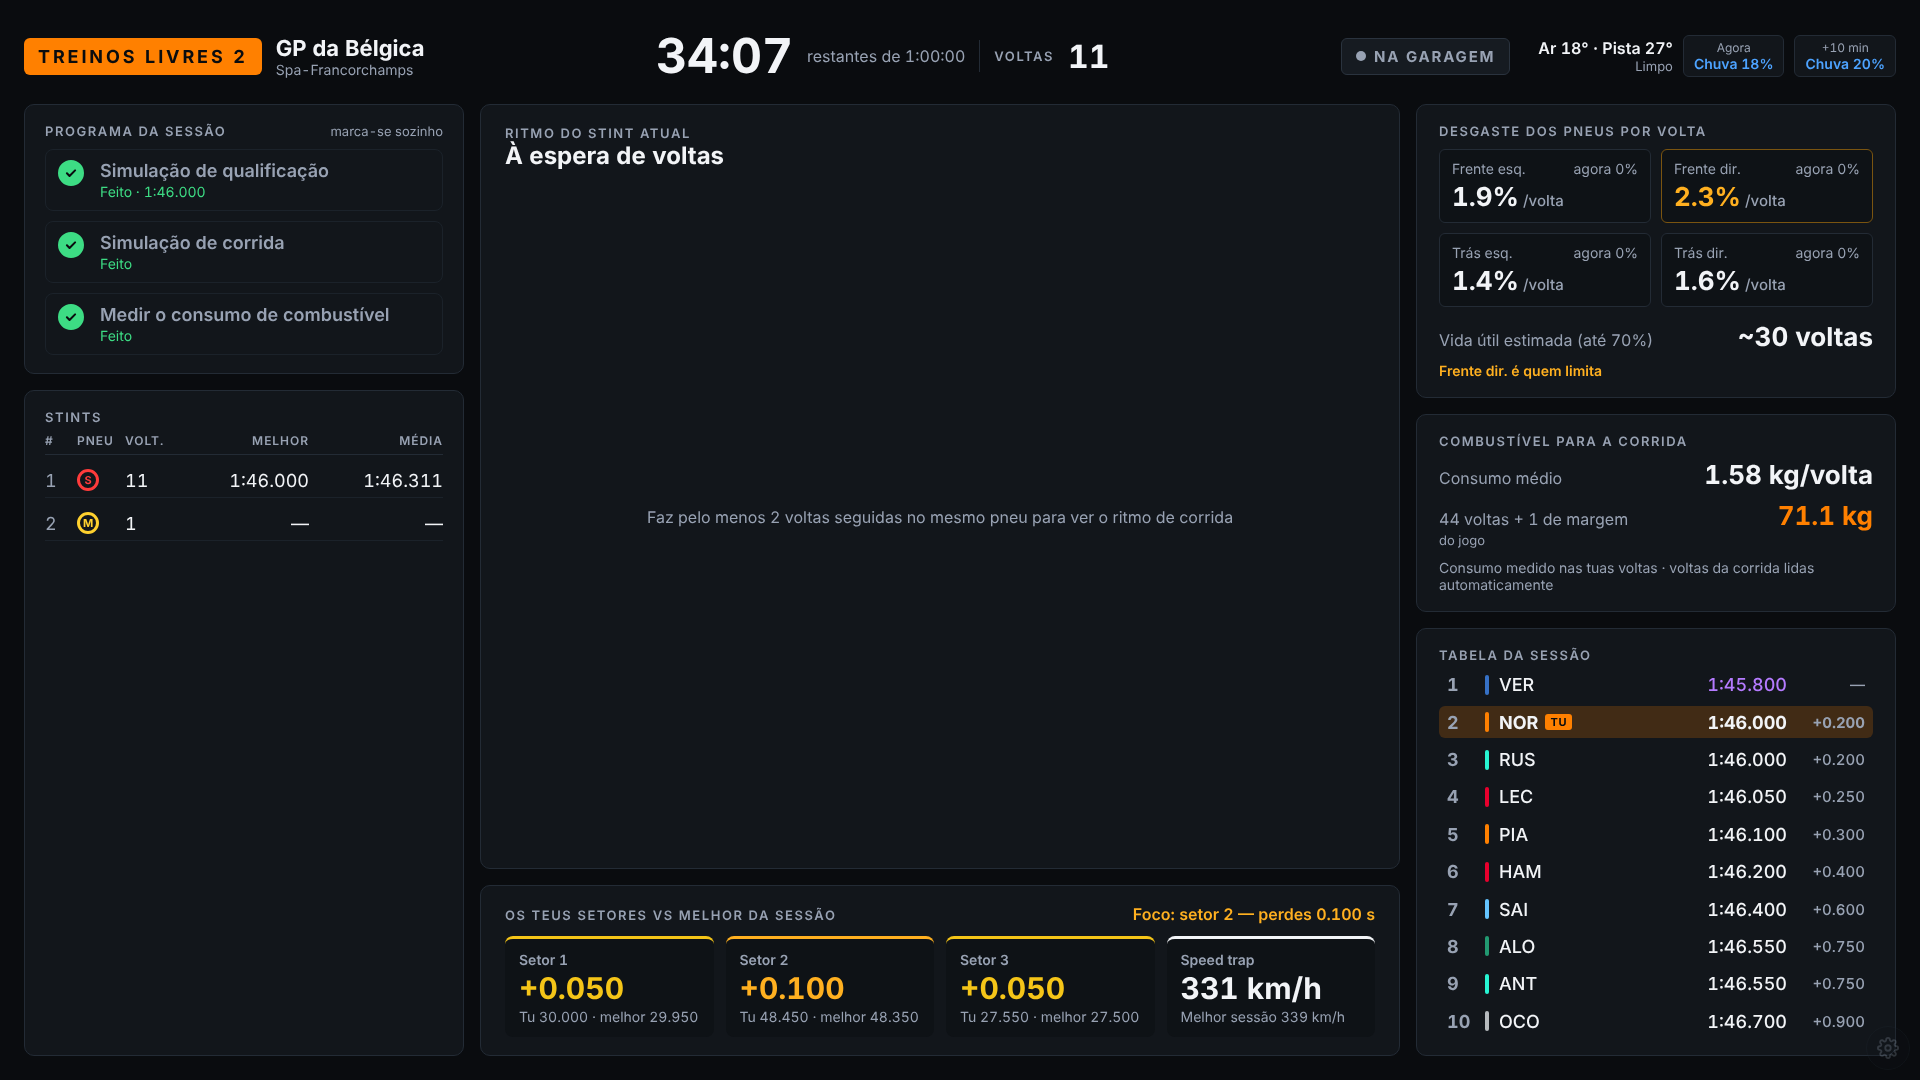 TREINOS LIVRES 2
GP da Bélgica
Spa-Francorchamps
34:07 restantes de 1:00:00
VOLTAS 11
NA GARAGEM
Ar 18° · Pista 27°
Limpo
Agora
Chuva 18%
+10 min
Chuva 20%
PROGRAMA DA SESSÃO marca-se sozinho
Simulação de qualificação
Feito · 1:46.000
Simulação de corrida
Feito
Medir o consumo de combustível
Feito
STINTS
# PNEU VOLT. MELHOR MÉDIA
1 S 11 1:46.000 1:46.311
2 M 1 — —
RITMO DO STINT ATUAL
À espera de voltas
Faz pelo menos 2 voltas seguidas no mesmo pneu para ver o ritmo de corrida
OS TEUS SETORES VS MELHOR DA SESSÃO Foco: setor 2 — perdes 0.100 s
Setor 1
+0.050
Tu 30.000 · melhor 29.950
Setor 2
+0.100
Tu 48.450 · melhor 48.350
Setor 3
+0.050
Tu 27.550 · melhor 27.500
Speed trap
331 km/h
Melhor sessão 339 km/h
DESGASTE DOS PNEUS POR VOLTA
Frente esq. agora 0%
1.9% /volta
Frente dir. agora 0%
2.3% /volta
Trás esq. agora 0%
1.4% /volta
Trás dir. agora 0%
1.6% /volta
Vida útil estimada (até 70%) ~30 voltas
Frente dir. é quem limita
COMBUSTÍVEL PARA A CORRIDA
Consumo médio 1.58 kg/volta
44 voltas + 1 de margem 71.1 kg
do jogo
Consumo medido nas tuas voltas · voltas da corrida lidas
automaticamente
TABELA DA SESSÃO
1 VER 1:45.800 —
2 NOR TU 1:46.000 +0.200
3 RUS 1:46.000 +0.200
4 LEC 1:46.050 +0.250
5 PIA 1:46.100 +0.300
6 HAM 1:46.200 +0.400
7 SAI 1:46.400 +0.600
8 ALO 1:46.550 +0.750
9 ANT 1:46.550 +0.750
10 OCO 1:46.700 +0.900